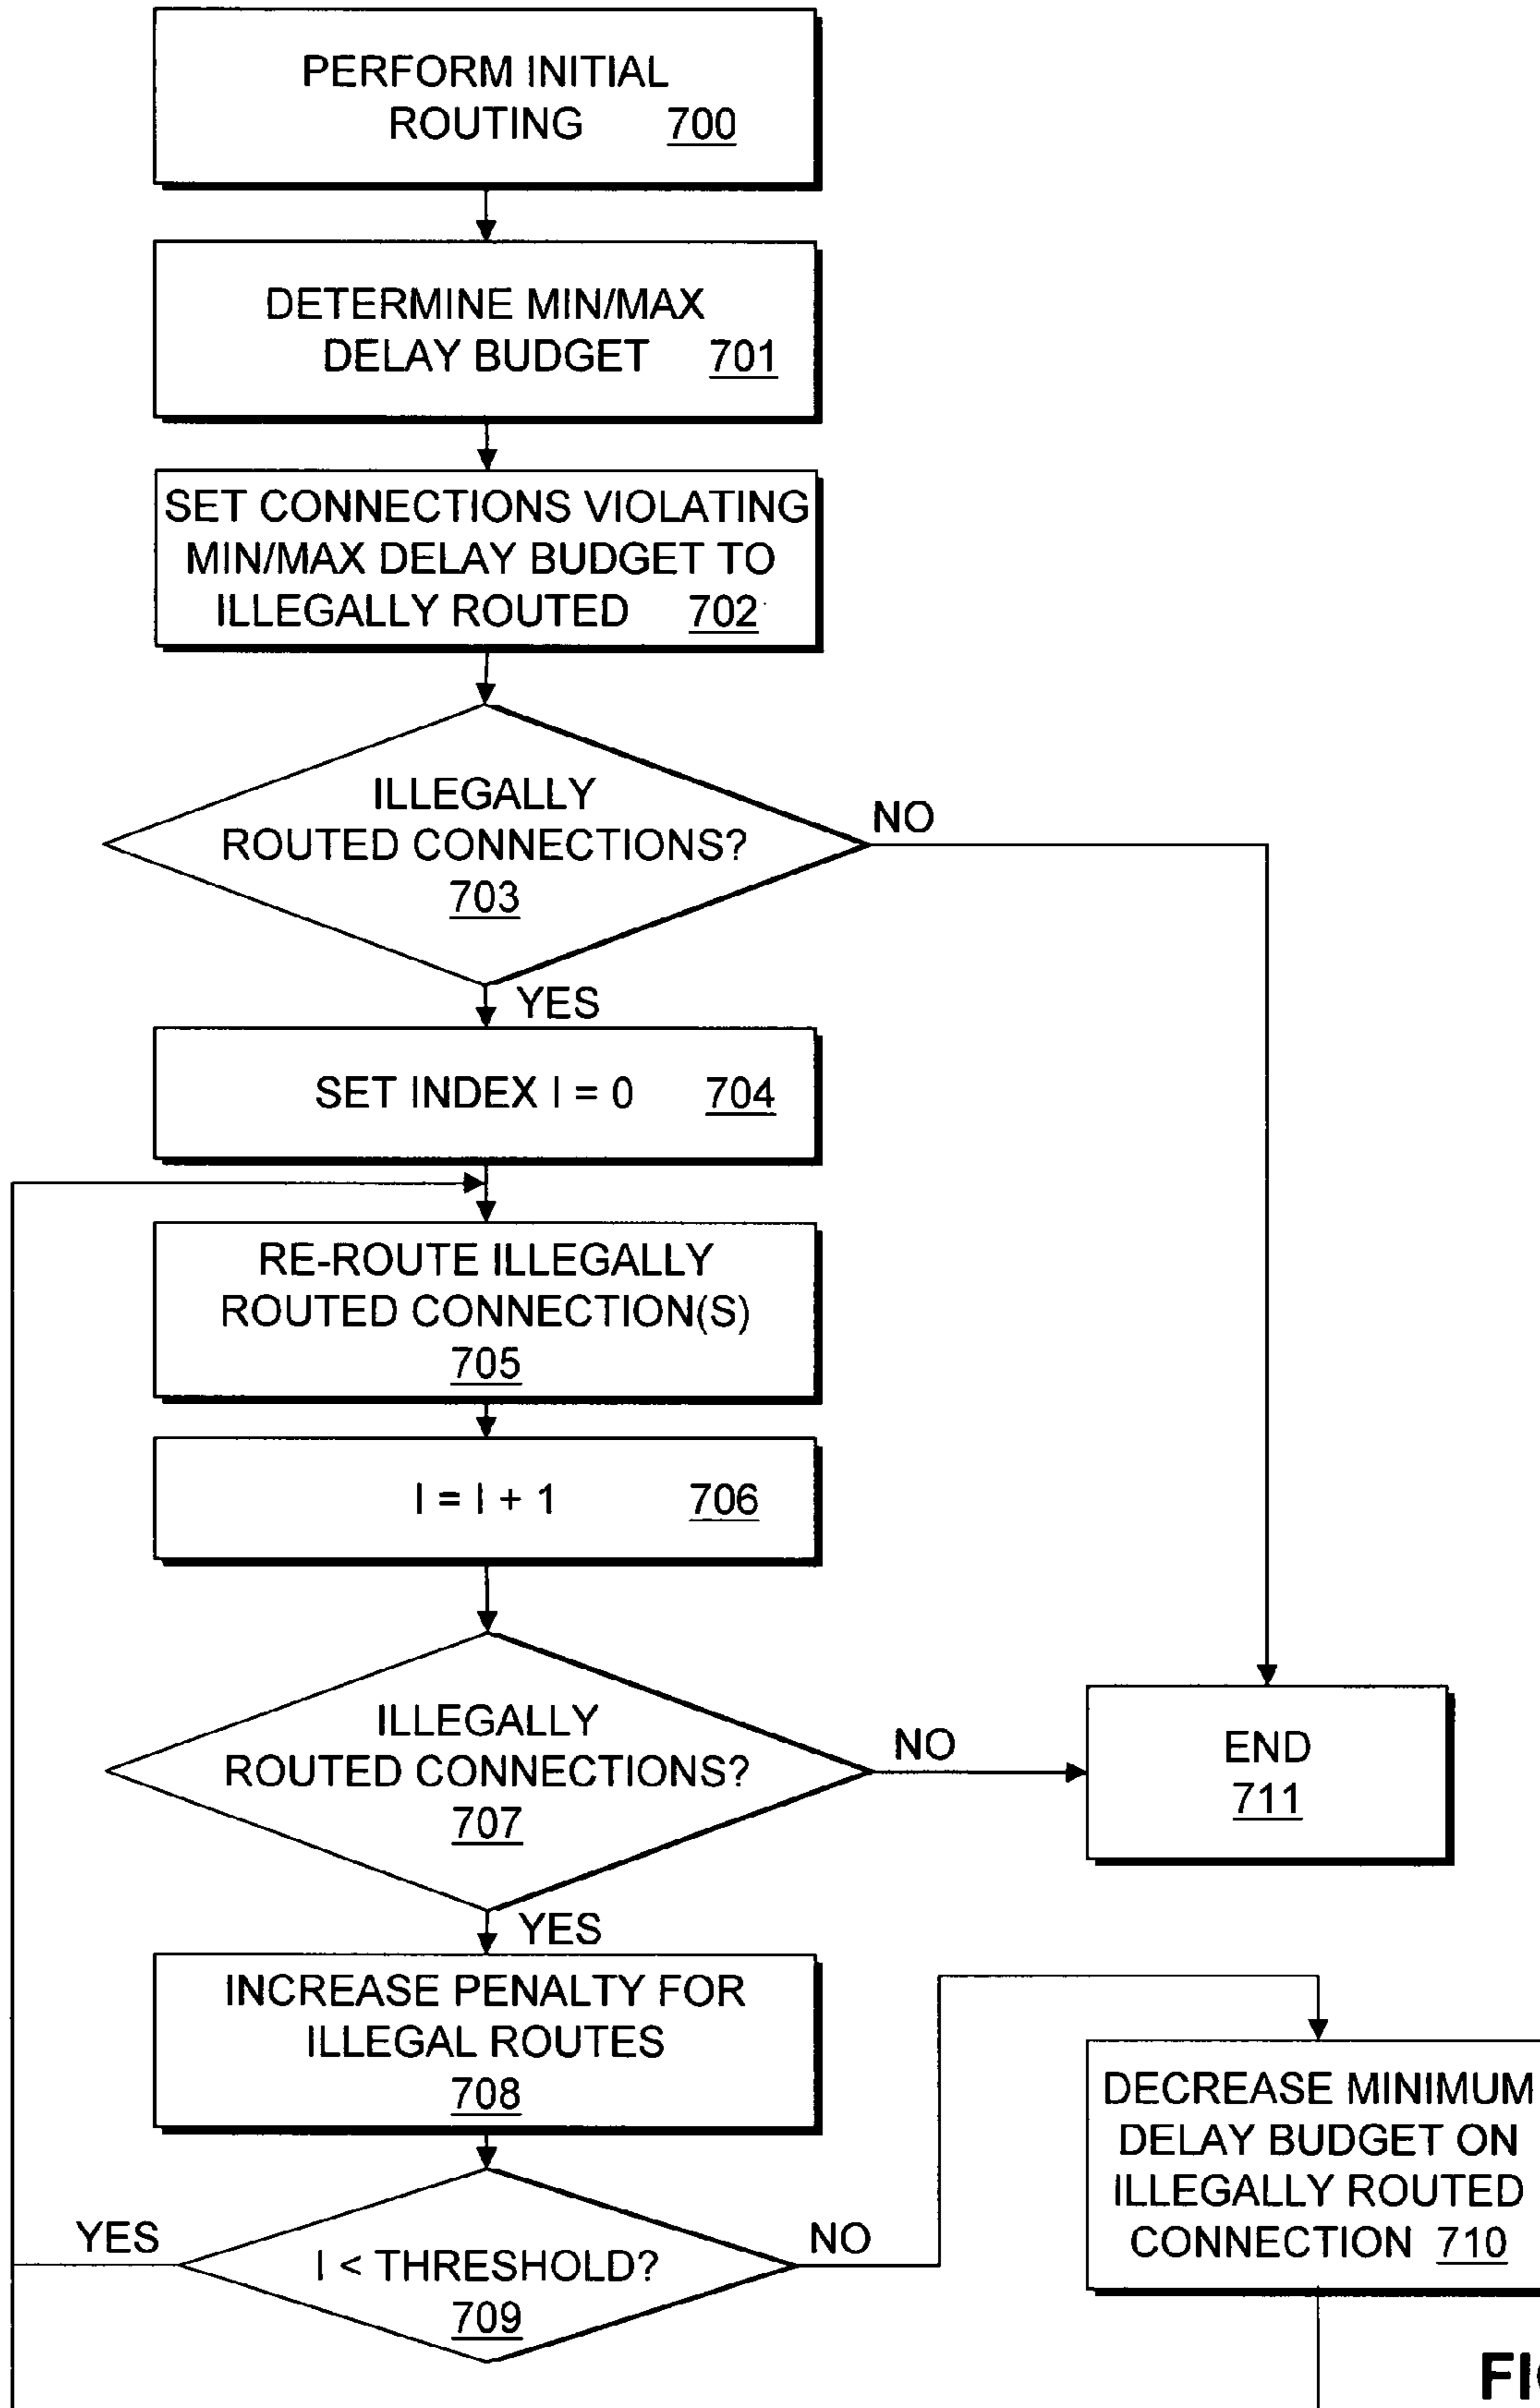 PERFORM INITIAL
ROUTING 700
DETERMINE MIN/MAX
DELAY BUDGET 701
SET CONNECTIONS VIOLATING
MIN/MAX DELAY BUDGET TO
ILLEGALLY ROUTED 702
ILLEGALLY
ROUTED CONNECTIONS?
703
NO
YES
SET INDEX I = 0 704
RE-ROUTE ILLEGALLY
ROUTED CONNECTION(S)
705
I = I + 1 706
ILLEGALLY
ROUTED CONNECTIONS?
707
NO
END
711
YES
INCREASE PENALTY FOR
ILLEGAL ROUTES
708
DECREASE MINIMUM
DELAY BUDGET ON
ILLEGALLY ROUTED
CONNECTION 710
YES
I < THRESHOLD?
709
NO